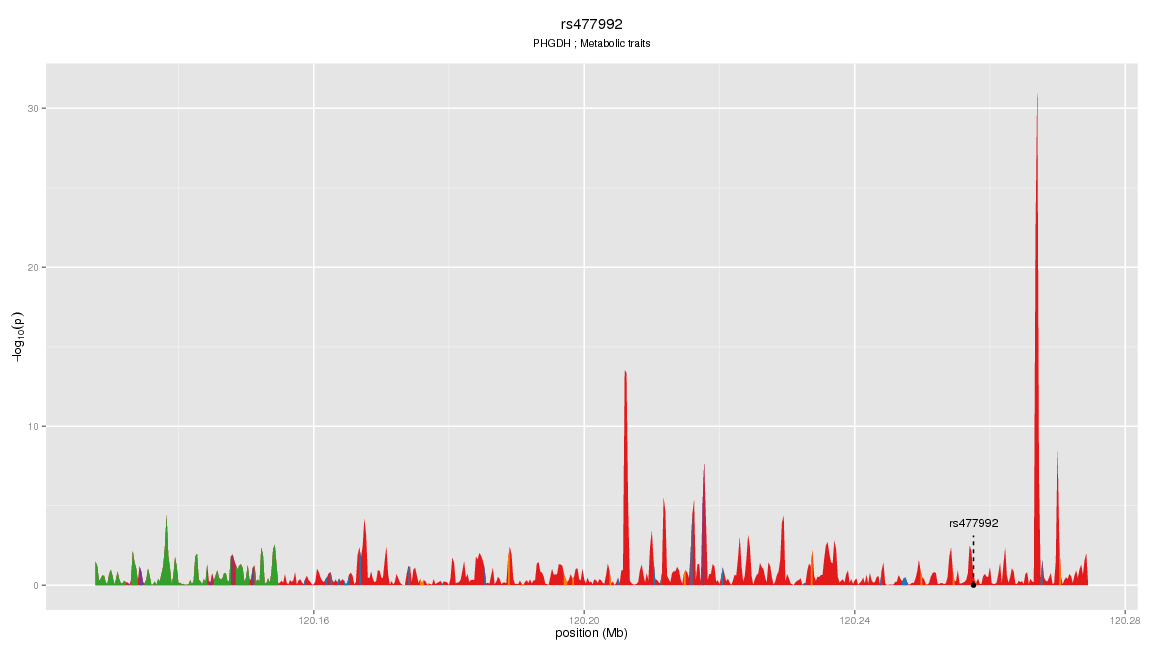 rs477992
PHGDH ; Metabolic traits
30
20
10
0
−log10(p)
rs477992
120.16
120.20
120.24
120.28
position (Mb)